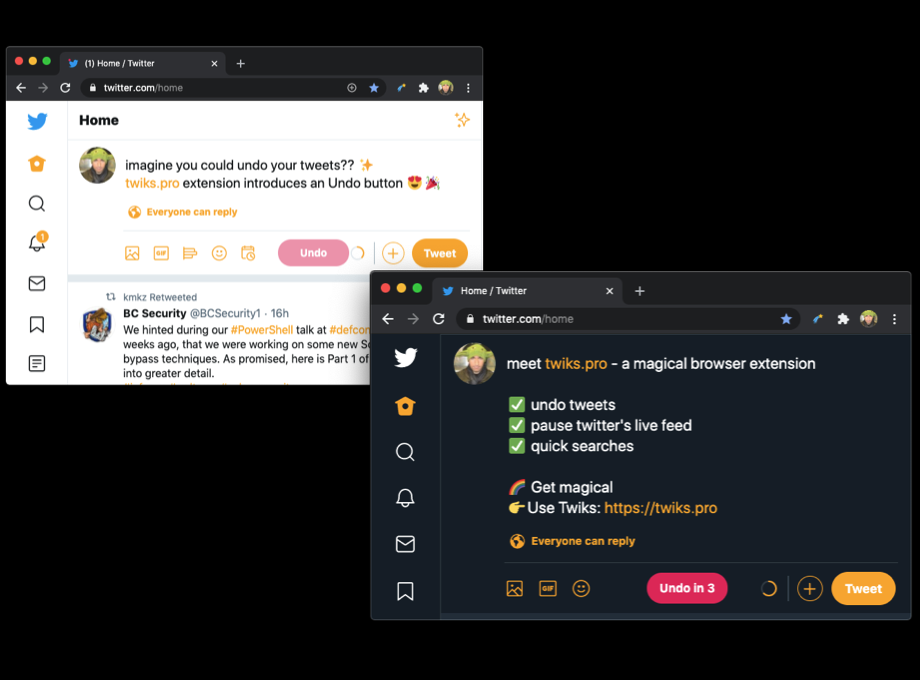 (1) Home / Twitter
twitter.com/home
Home
imagine you could undo your tweets?? ✨
twiks.pro extension introduces an Undo button 😍 🎉
Everyone can reply
GIF
Undo
Tweet
1
kmkz Retweeted
BC Security @BCSecurity1 · 16h
We hinted during our #PowerShell talk at #defcon
weeks ago, that we were working on some new
bypass techniques. As promised, here is Part 1 of
into greater detail.
Home / Twitter
twitter.com/home
meet twiks.pro - a magical browser extension
✅ undo tweets
✅ pause twitter's live feed
✅ quick searches
🌈 Get magical
👉 Use Twiks: https://twiks.pro
Everyone can reply
GIF
Undo in 3
Tweet